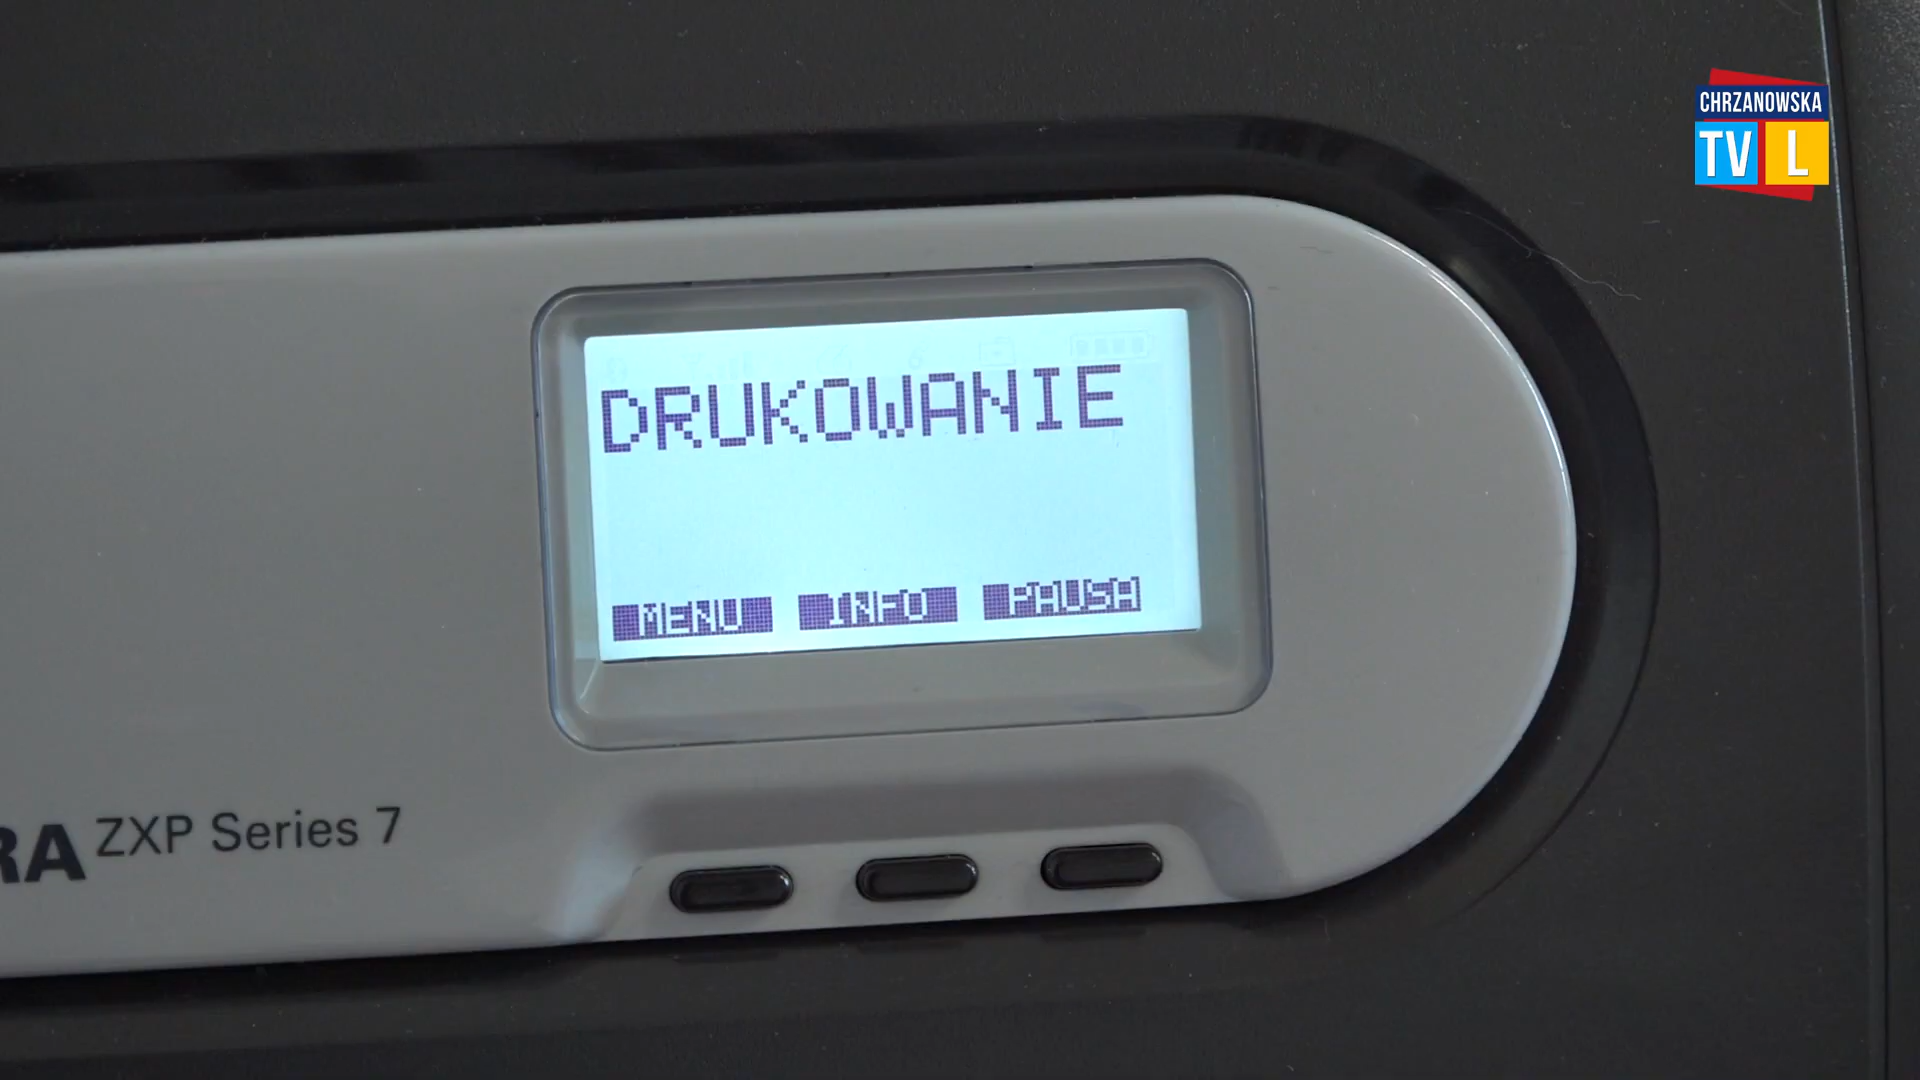 CHRZANOWSKA
TV L
DRUKOWANIE
MENU INFO PAUSA
RA ZXP Series 7